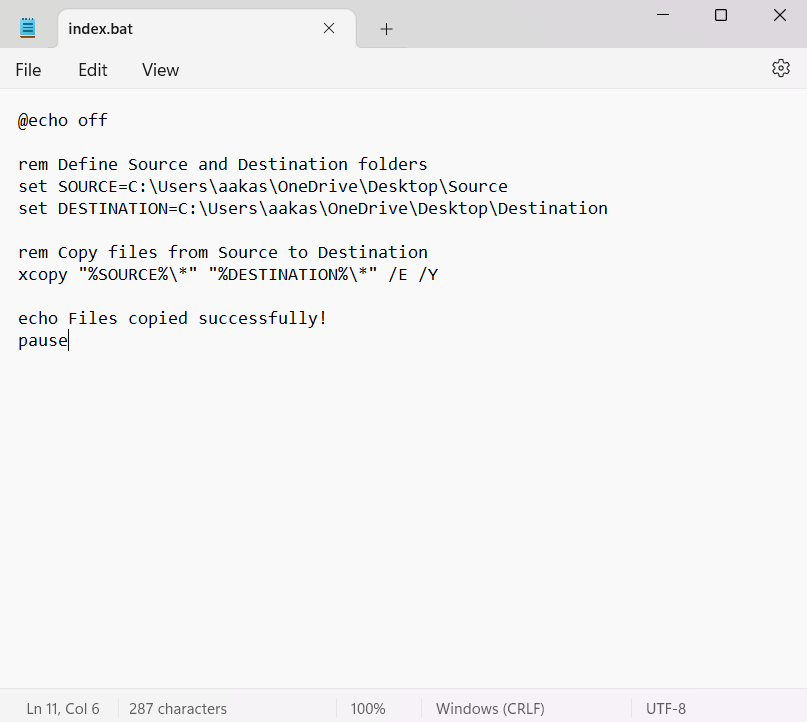 index.bat
File Edit View
@echo off
rem Define Source and Destination folders
set SOURCE=C:\Users\aakas\OneDrive\Desktop\Source
set DESTINATION=C:\Users\aakas\OneDrive\Desktop\Destination
rem Copy files from Source to Destination
xcopy "%SOURCE%\*" "%DESTINATION%\*" /E /Y
echo Files copied successfully!
pause
Ln 11, Col 6 287 characters 100% Windows (CRLF) UTF-8